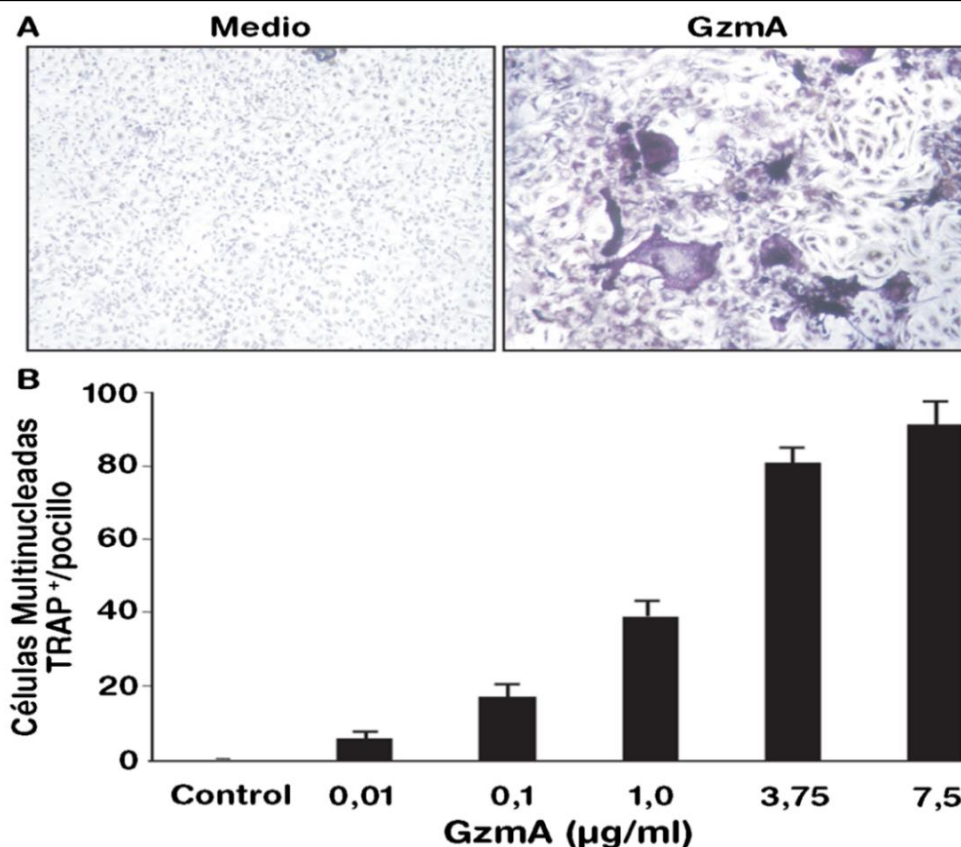 A
Medio
GzmA
B
Células Multinucleadas
TRAP+/pocillo
100
80
60
40
20
0
Control 0,01 0,1 1,0 3,75 7,5
GzmA (µg/ml)